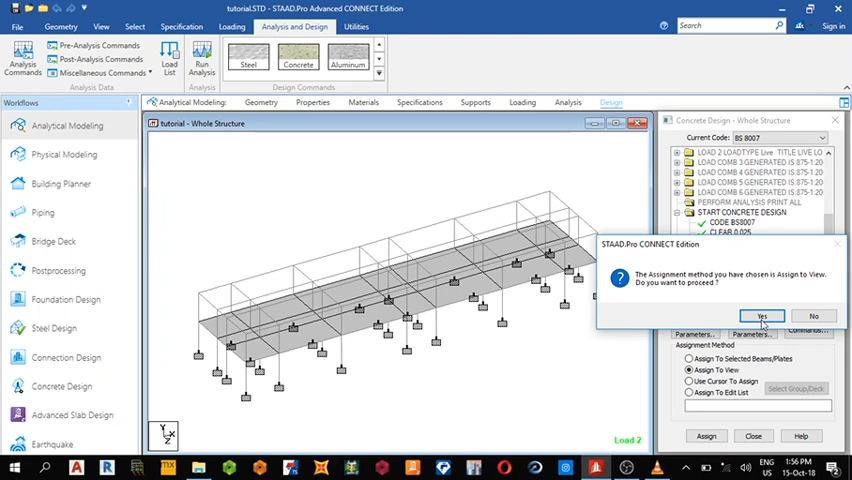 tutorial.STD - STAAD.Pro Advanced CONNECT Edition
File Geometry View Select Specification Loading Analysis and Design Utilities Search Sign in
Analysis Commands
Pre-Analysis Commands
Post-Analysis Commands
Miscellaneous Commands
Load List
Run Analysis
Steel Concrete Aluminum
Analysis Data Analysis Design Commands
Workflows
Analytical Modeling: Geometry Properties Materials Specifications Supports Loading Analysis Design
Analytical Modeling
Physical Modeling
Building Planner
Piping
Bridge Deck
Postprocessing
Foundation Design
Steel Design
Connection Design
Concrete Design
Advanced Slab Design
Earthquake
tutorial - Whole Structure
Y
X
Z
Load 2
Concrete Design - Whole Structure
Current Code: BS 8007
LOAD 2 LOADTYPE Live TITLE LIVE LO
LOAD COMB 3 GENERATED IS:875-1:20
LOAD COMB 4 GENERATED IS:875-1:20
LOAD COMB 5 GENERATED IS:875-1:20
LOAD COMB 6 GENERATED IS:875-1:20
PERFORM ANALYSIS PRINT ALL
START CONCRETE DESIGN
CODE BS8007
CLEAR 0.025
STAAD.Pro CONNECT Edition
The Assignment method you have chosen is Assign to View.
Do you want to proceed ?
Yes No
Parameters.. Parameters... Commands...
Assignment Method
Assign To Selected Beams/Plates
Assign To View
Use Cursor To Assign
Select Group/Deck
Assign To Edit List
Assign Close Help
ENG
US
1:56 PM
15-Oct-18